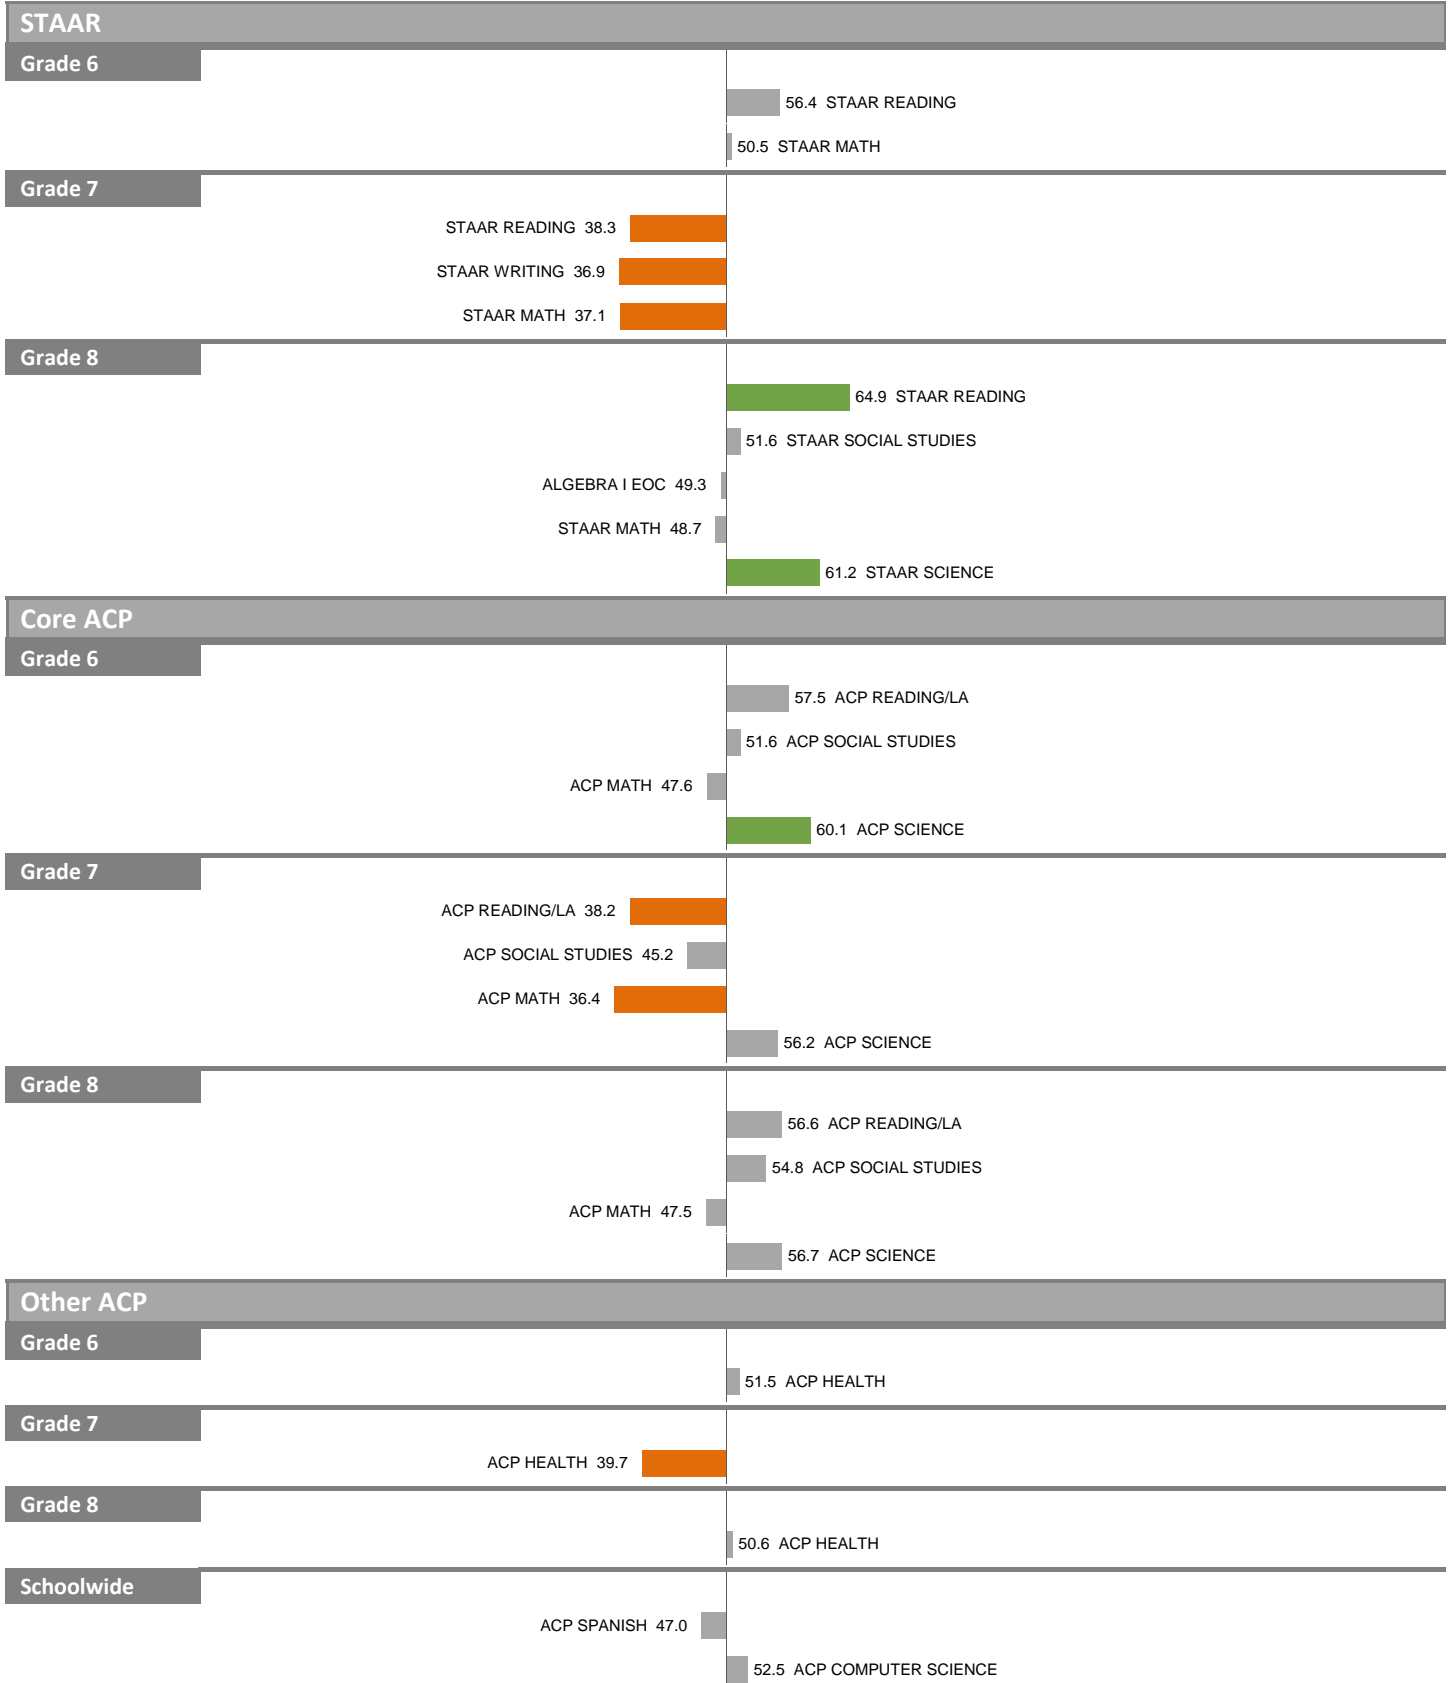 STAAR
Grade 6
56.4 STAAR READING
50.5 STAAR MATH
Grade 7
STAAR READING 38.3
STAAR WRITING 36.9
STAAR MATH 37.1
Grade 8
64.9 STAAR READING
51.6 STAAR SOCIAL STUDIES
ALGEBRA I EOC 49.3
STAAR MATH 48.7
61.2 STAAR SCIENCE
Core ACP
Grade 6
57.5 ACP READING/LA
51.6 ACP SOCIAL STUDIES
ACP MATH 47.6
60.1 ACP SCIENCE
Grade 7
ACP READING/LA 38.2
ACP SOCIAL STUDIES 45.2
ACP MATH 36.4
56.2 ACP SCIENCE
Grade 8
56.6 ACP READING/LA
54.8 ACP SOCIAL STUDIES
ACP MATH 47.5
56.7 ACP SCIENCE
Other ACP
Grade 6
51.5 ACP HEALTH
Grade 7
ACP HEALTH 39.7
Grade 8
50.6 ACP HEALTH
Schoolwide
ACP SPANISH 47.0
52.5 ACP COMPUTER SCIENCE